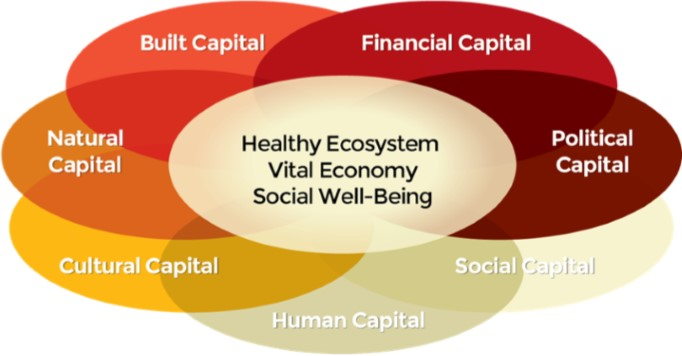 Built Capital
Financial Capital
Natural
Capital
Healthy Ecosystem
Vital Economy
Social Well-Being
Political
Capital
Cultural Capital
Social Capital
Human Capital